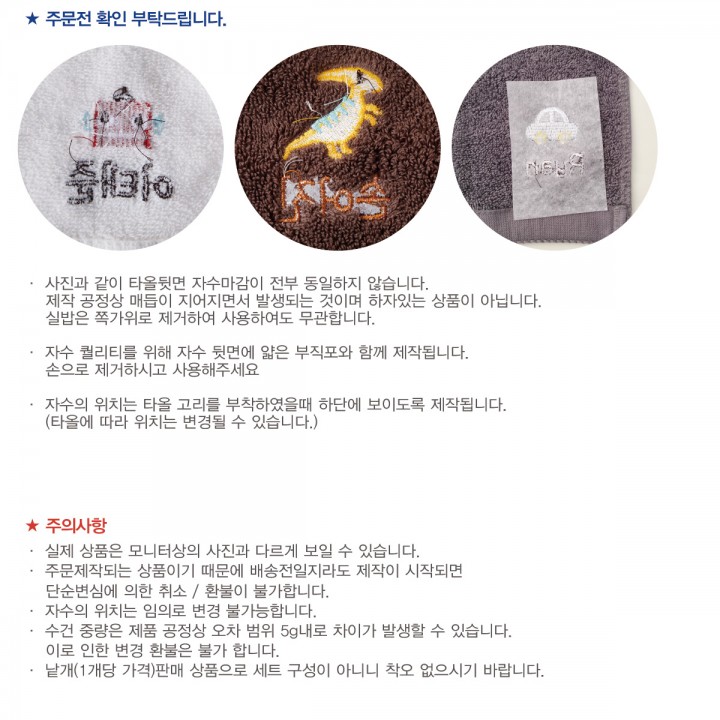 ★ 주문전 확인 부탁드립니다.
이태준
· 사진과 같이 타올뒷면 자수마감이 전부 동일하지 않습니다.
제작 공정상 매듭이 지어지면서 발생되는 것이며 하자있는 상품이 아닙니다.
실밥은 쪽가위로 제거하여 사용하여도 무관합니다.
· 자수 퀄리티를 위해 자수 뒷면에 얇은 부직포와 함께 제작됩니다.
손으로 제거하시고 사용해주세요
· 자수의 위치는 타올 고리를 부착하였을때 하단에 보이도록 제작됩니다.
(타올에 따라 위치는 변경될 수 있습니다.)
★ 주의사항
· 실제 상품은 모니터상의 사진과 다르게 보일 수 있습니다.
· 주문제작되는 상품이기 때문에 배송전일지라도 제작이 시작되면
단순변심에 의한 취소 / 환불이 불가합니다.
· 자수의 위치는 임의로 변경 불가능합니다.
· 수건 중량은 제품 공정상 오차 범위 5g내로 차이가 발생할 수 있습니다.
이로 인한 변경 환불은 불가 합니다.
· 낱개(1개당 가격)판매 상품으로 세트 구성이 아니니 착오 없으시기 바랍니다.